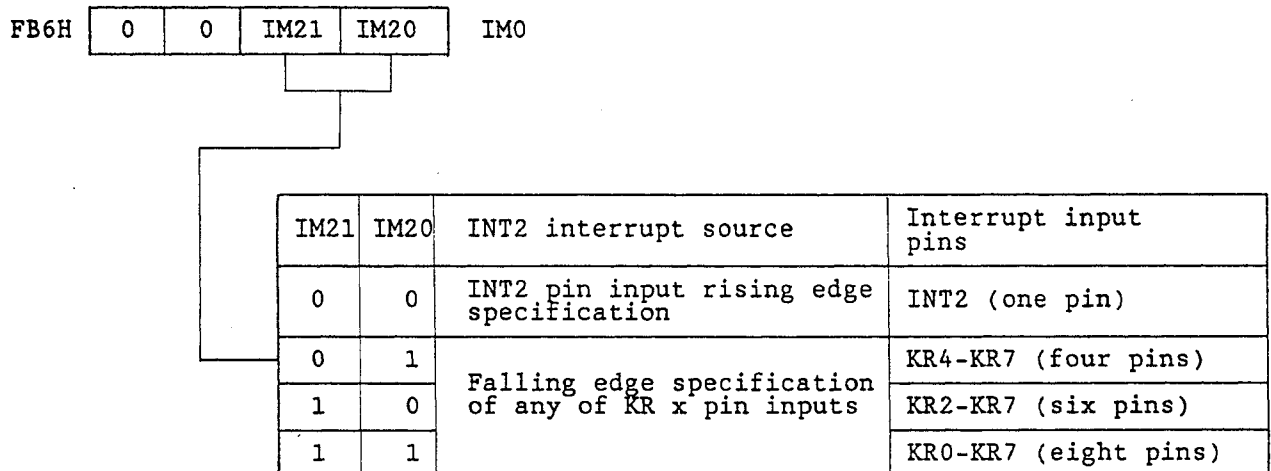 FB6H 0 0 IM21 IM20 IM0
IM21 IM20 INT2 interrupt source Interrupt input
pins
0 0 INT2 pin input rising edge
specification INT2 (one pin)
0 1 KR4-KR7 (four pins)
Falling edge specification
of any of KR x pin inputs
1 0 KR2-KR7 (six pins)
1 1 KR0-KR7 (eight pins)